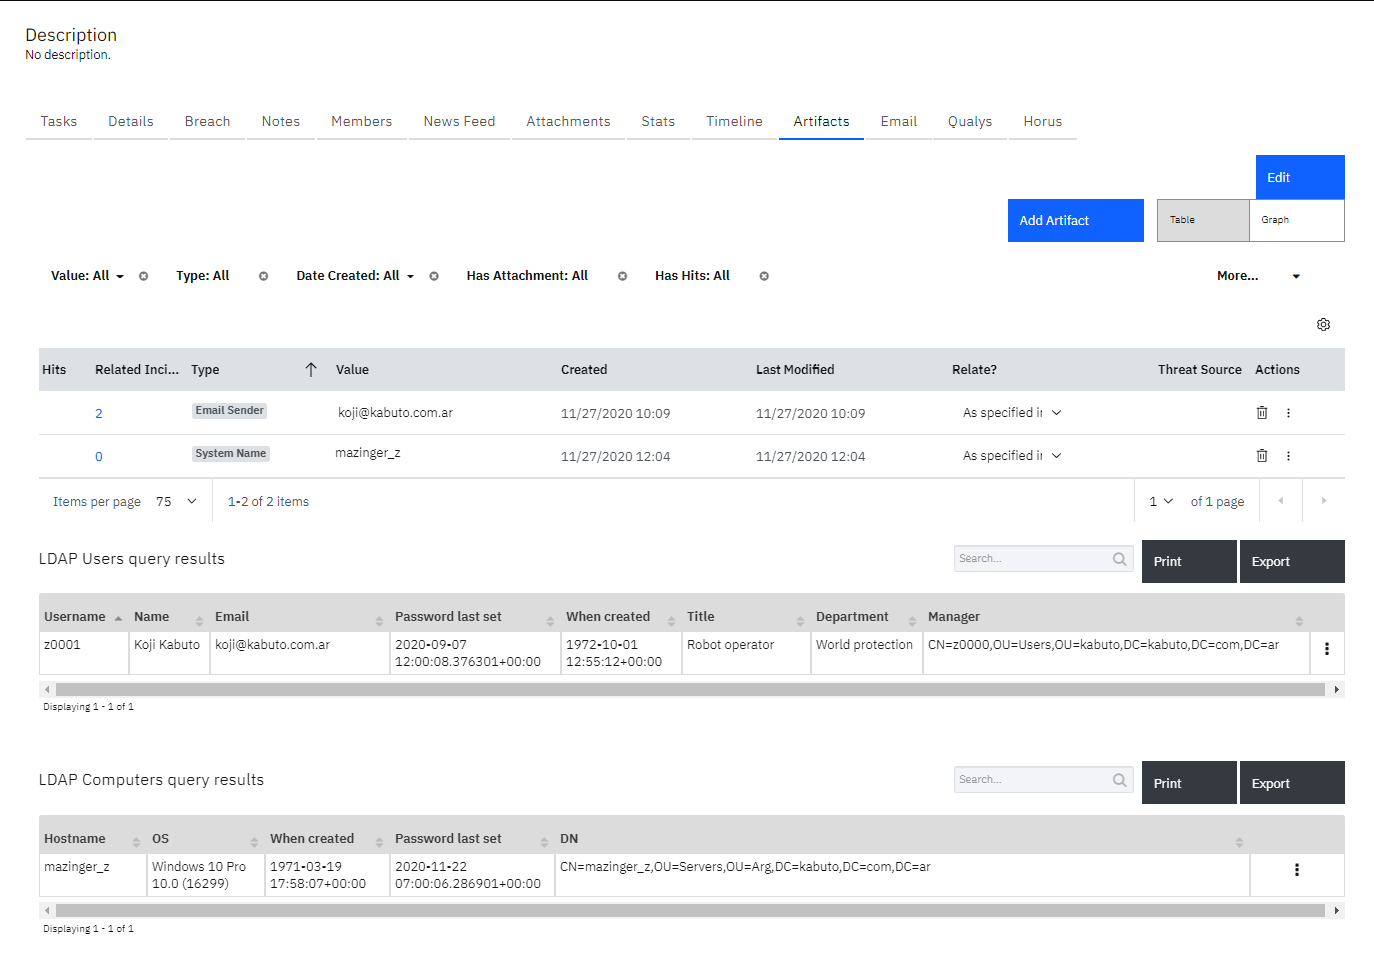 Description
No description.
Tasks Details Breach Notes Members News Feed Attachments Stats Timeline Artifacts Email Qualys Horus
Edit
Add Artifact Table Graph
Value: All Type: All Date Created: All Has Attachment: All Has Hits: All More...
Hits Related Inci... Type Value Created Last Modified Relate? Threat Source Actions
2 Email Sender koji@kabuto.com.ar 11/27/2020 10:09 11/27/2020 10:09 As specified ir
0 System Name mazinger_z 11/27/2020 12:04 11/27/2020 12:04 As specified ir
Items per page 75 1-2 of 2 items 1 of 1 page
LDAP Users query results Search... Print Export
Username Name Email Password last set When created Title Department Manager
z0001 Koji Kabuto koji@kabuto.com.ar 2020-09-07 1972-10-01 Robot operator World protection CN=z0000,OU=Users,OU=kabuto,DC=kabuto,DC=com,DC=ar
12:00:08.376301+00:00 12:55:12+00:00
Displaying 1 - 1 of 1
LDAP Computers query results Search... Print Export
Hostname OS When created Password last set DN
mazinger_z Windows 10 Pro 1971-03-19 2020-11-22 CN=mazinger_z,OU=Servers,OU=Arg,DC=kabuto,DC=com,DC=ar
10.0 (16299) 17:58:07+00:00 07:00:06.286901+00:00
Displaying 1 - 1 of 1